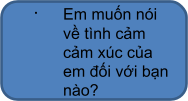 · Em muốn nói
về tình cảm
cảm xúc của
em đối với bạn
nào?